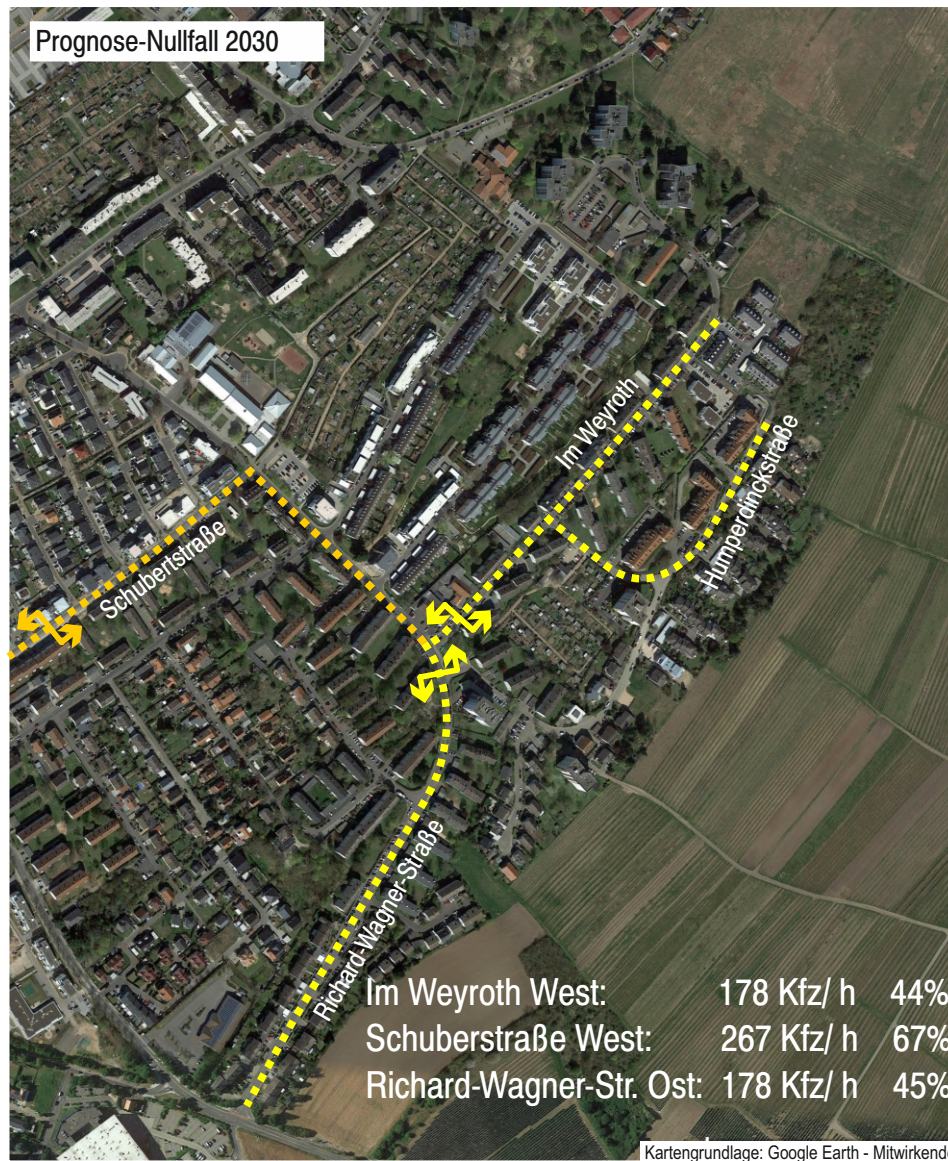 Prognose-Nullfall 2030
Im Weyroth
Humperdinckstraße
Schubertstraße
Richard-Wagner-Straße
Im Weyroth West: 178 Kfz/ h 44%
Schuberstraße West: 267 Kfz/ h 67%
Richard-Wagner-Str. Ost: 178 Kfz/ h 45%
Kartengrundlage: Google Earth - Mitwirkend